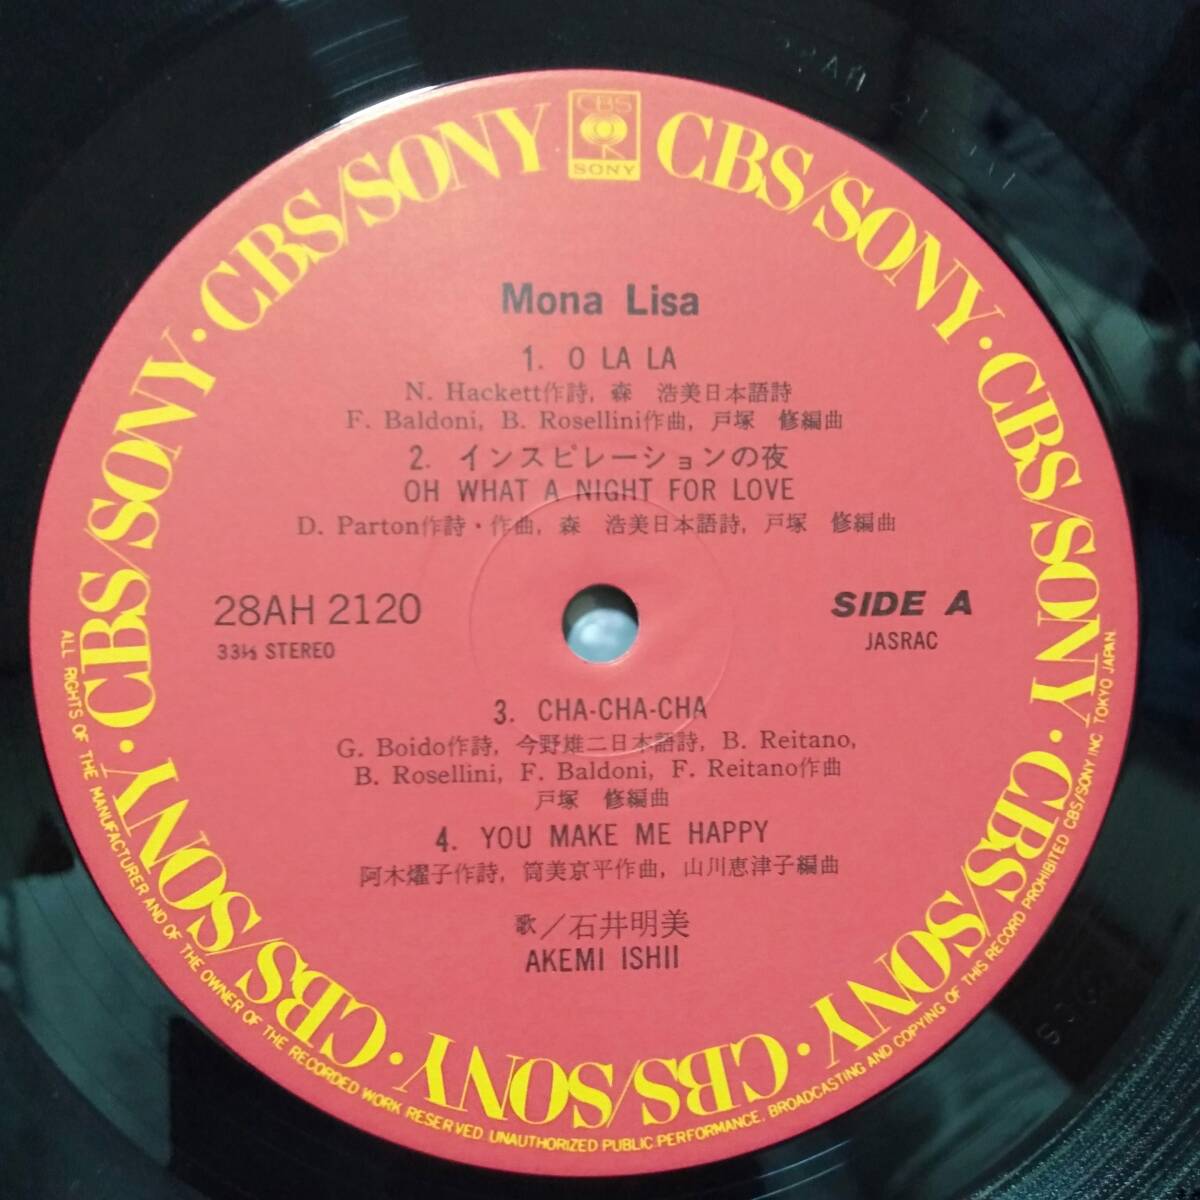 CBS
SONY
CBS/SONY · CBS/SONY · CBS/SONY · CBS/SONY · CBS/SONY · CBS/SONY · CBS/SONY · CBS/SONY · CBS/SONY
Mona Lisa
1. O LA LA
N. Hackett作詩, 森 浩美日本語詩
F. Baldoni, B. Rosellini作曲, 戸塚 修編曲
2. インスピレーションの夜
OH WHAT A NIGHT FOR LOVE
D. Parton作詩・作曲, 森 浩美日本語詩, 戸塚 修編曲
28AH 2120
33⅓ STEREO
SIDE A
JASRAC
3. CHA-CHA-CHA
G. Boido作詩, 今野雄二日本語詩, B. Reitano,
B. Rosellini, F. Baldoni, F. Reitano作曲
戸塚 修編曲
4. YOU MAKE ME HAPPY
阿木燿子作詩, 筒美京平作曲, 山川恵津子編曲
歌／石井明美
AKEMI ISHII
ALL RIGHTS OF THE MANUFACTURER AND OF THE OWNER OF THE RECORDED WORK RESERVED. UNAUTHORIZED PUBLIC PERFORMANCE, BROADCASTING AND COPYING OF THIS RECORD PROHIBITED CBS/SONY INC. TOKYO JAPAN